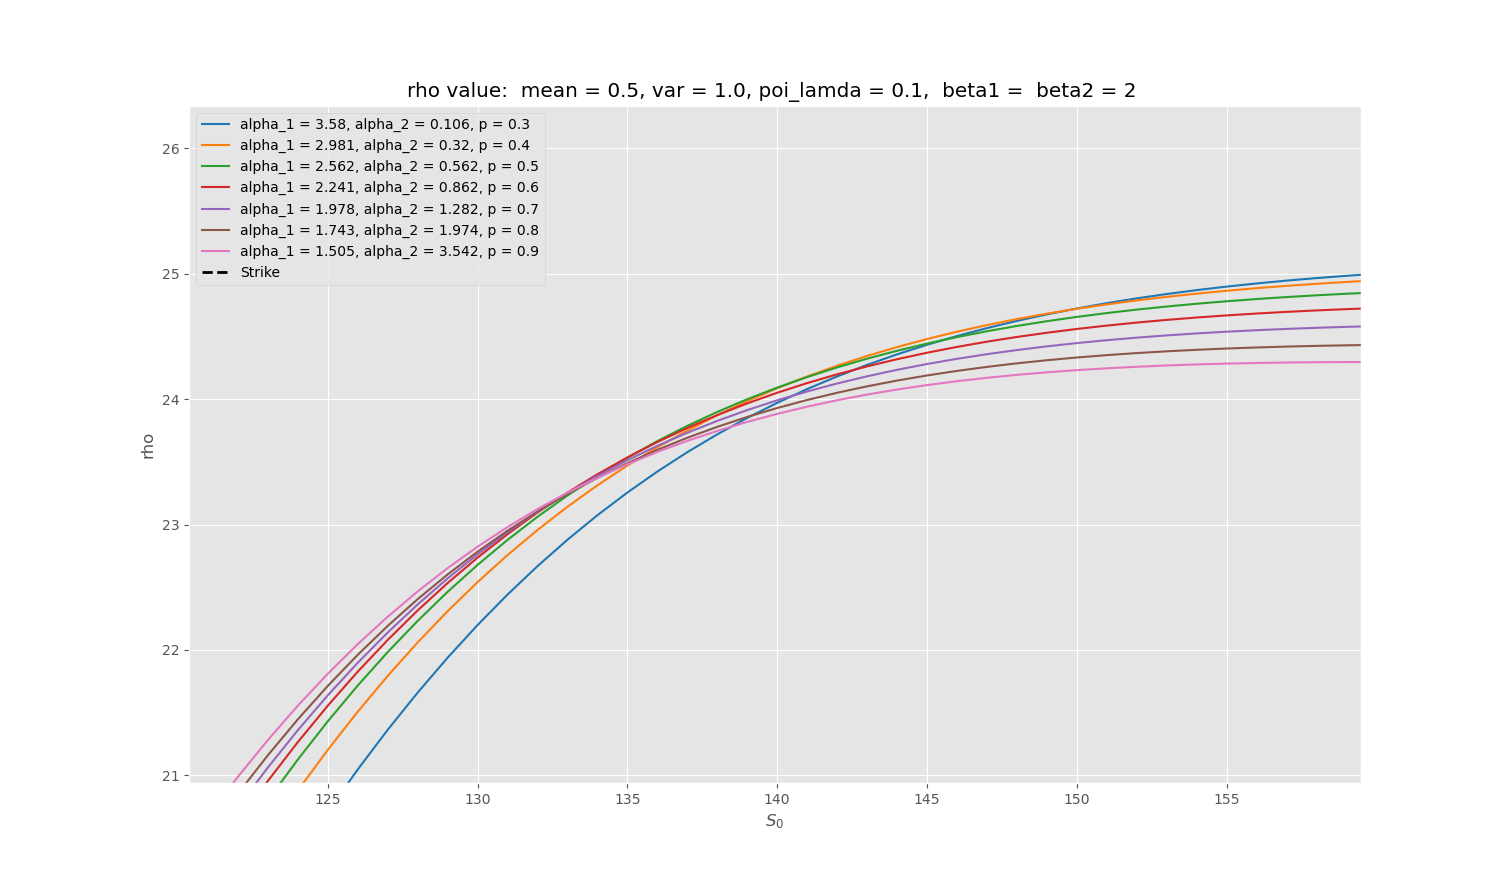 rho value:  mean = 0.5, var = 1.0, poi_lamda = 0.1,  beta1 =  beta2 = 2
alpha_1 = 3.58, alpha_2 = 0.106, p = 0.3
alpha_1 = 2.981, alpha_2 = 0.32, p = 0.4
alpha_1 = 2.562, alpha_2 = 0.562, p = 0.5
alpha_1 = 2.241, alpha_2 = 0.862, p = 0.6
alpha_1 = 1.978, alpha_2 = 1.282, p = 0.7
alpha_1 = 1.743, alpha_2 = 1.974, p = 0.8
alpha_1 = 1.505, alpha_2 = 3.542, p = 0.9
Strike
26
25
24
23
22
21
rho
125 130 135 140 145 150 155
S_0